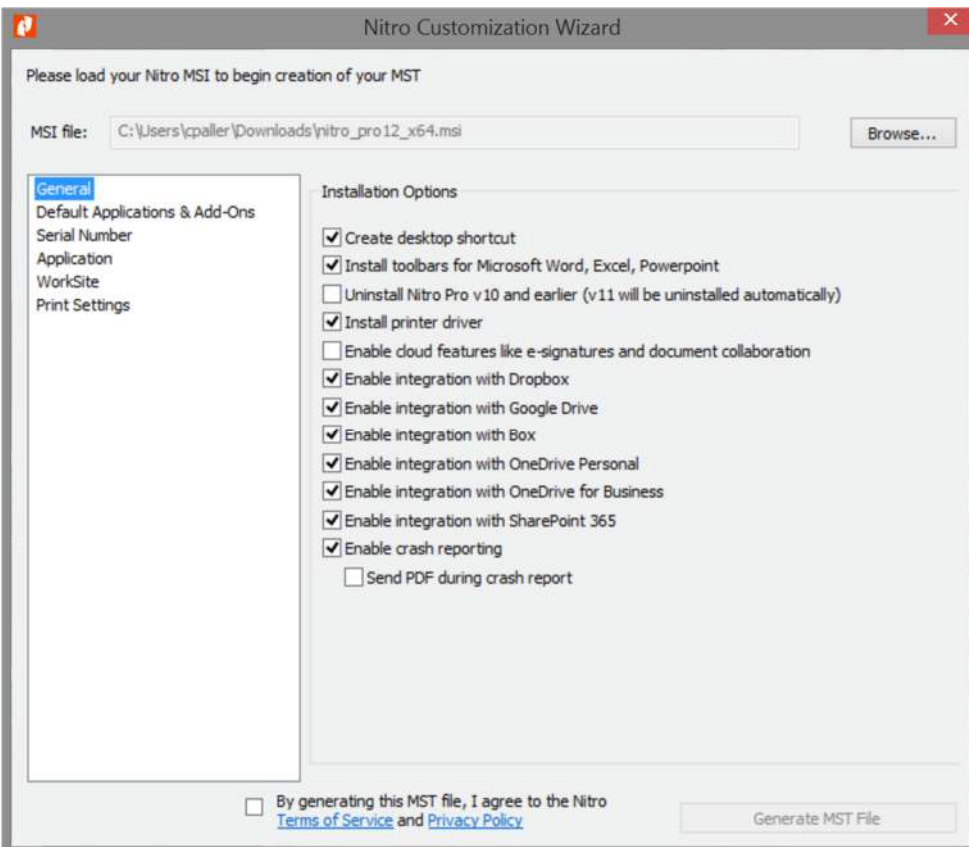 Nitro Customization Wizard
Please load your Nitro MSI to begin creation of your MST
MSI file: C:\Users\cpaller\Downloads\nitro_pro12_x64.msi Browse...
General
Default Applications & Add-Ons
Serial Number
Application
WorkSite
Print Settings
Installation Options
Create desktop shortcut
Install toolbars for Microsoft Word, Excel, Powerpoint
Uninstall Nitro Pro v10 and earlier (v11 will be uninstalled automatically)
Install printer driver
Enable cloud features like e-signatures and document collaboration
Enable integration with Dropbox
Enable integration with Google Drive
Enable integration with Box
Enable integration with OneDrive Personal
Enable integration with OneDrive for Business
Enable integration with SharePoint 365
Enable crash reporting
Send PDF during crash report
By generating this MST file, I agree to the Nitro
Terms of Service and Privacy Policy
Generate MST File